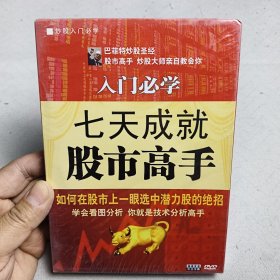 炒股入门必学
巴菲特炒股圣经
股市高手 炒股大师亲自教会你
入门必学
七天成就
股市高手
如何在股市上一眼选中潜力股的绝招
学会看图分析 你就是技术分析高手
DVD